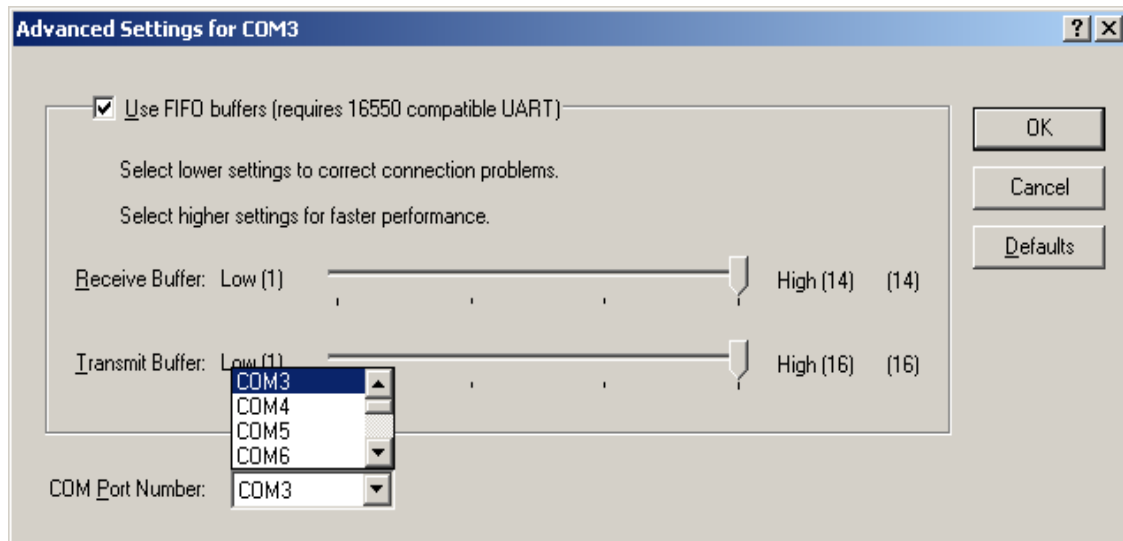 Advanced Settings for COM3
Use FIFO buffers (requires 16550 compatible UART)
OK
Select lower settings to correct connection problems.
Cancel
Select higher settings for faster performance.
Defaults
Receive Buffer: Low (1) High (14) (14)
Transmit Buffer: Low (1) High (16) (16)
COM3
COM4
COM5
COM6
COM Port Number: COM3